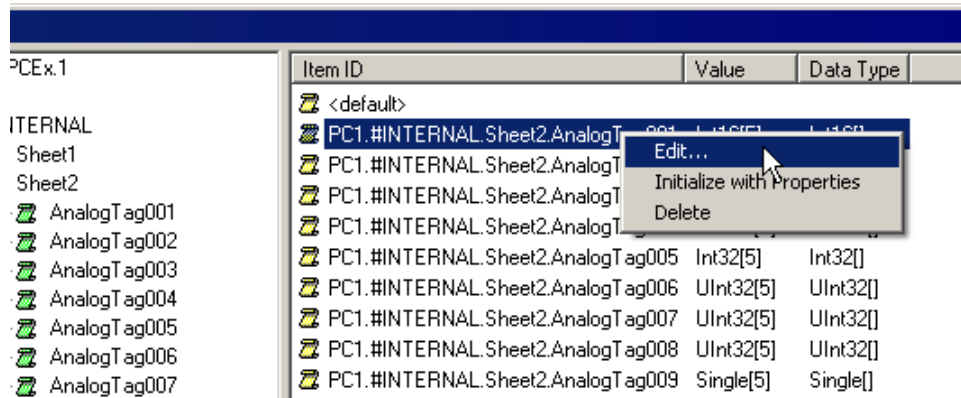 PCEx.1
INTERNAL
Sheet1
Sheet2
AnalogTag001
AnalogTag002
AnalogTag003
AnalogTag004
AnalogTag005
AnalogTag006
AnalogTag007
Item ID Value Data Type
<default>
PC1.#INTERNAL.Sheet2.AnalogTag001 Int16[5] Int16[]
PC1.#INTERNAL.Sheet2.AnalogT
PC1.#INTERNAL.Sheet2.AnalogT
PC1.#INTERNAL.Sheet2.AnalogT
PC1.#INTERNAL.Sheet2.AnalogTag005 Int32[5] Int32[]
PC1.#INTERNAL.Sheet2.AnalogTag006 UInt32[5] UInt32[]
PC1.#INTERNAL.Sheet2.AnalogTag007 UInt32[5] UInt32[]
PC1.#INTERNAL.Sheet2.AnalogTag008 UInt32[5] UInt32[]
PC1.#INTERNAL.Sheet2.AnalogTag009 Single[5] Single[]
Edit...
Initialize with Properties
Delete